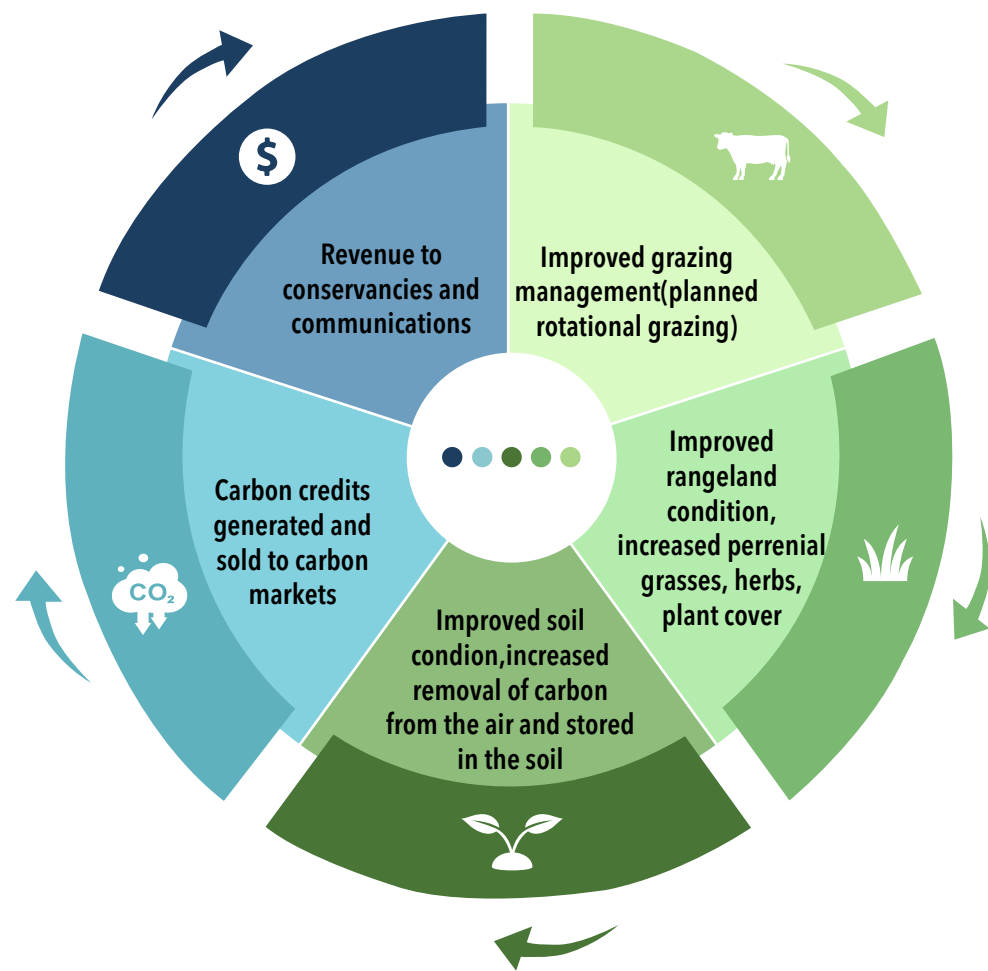 $
Revenue to
conservancies and
communications
Improved grazing
management(planned
rotational grazing)
Improved
rangeland
condition,
increased perrenial
grasses, herbs,
plant cover
Improved soil
condion,increased
removal of carbon
from the air and stored
in the soil
Carbon credits
generated and
sold to carbon
markets
CO₂